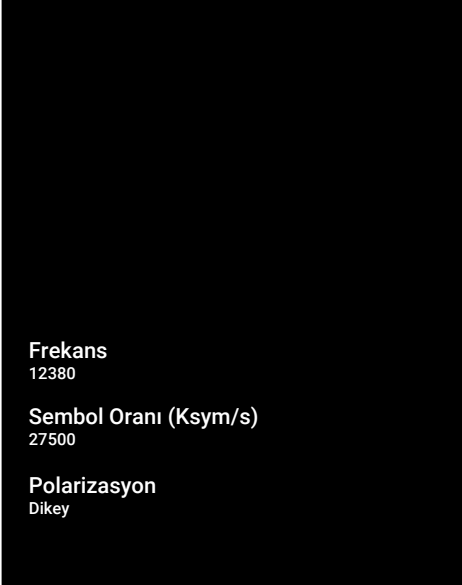 Frekans
12380
Sembol Oranı (Ksym/s)
27500
Polarizasyon
Dikey